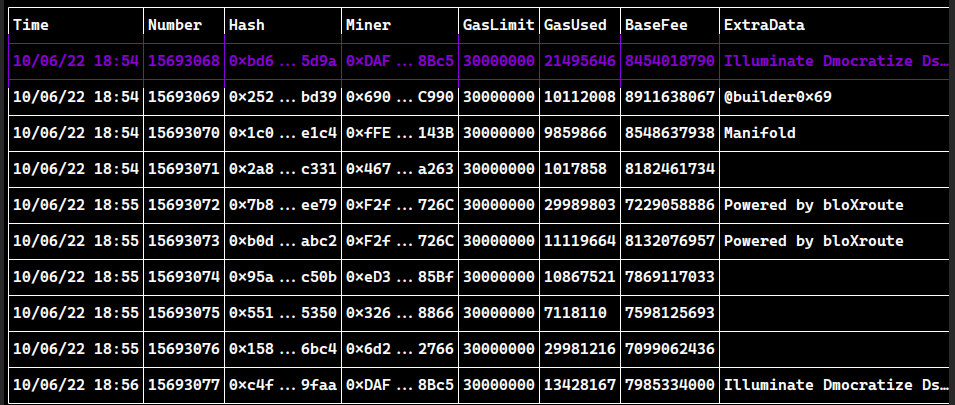 Time Number Hash Miner GasLimit GasUsed BaseFee ExtraData
10/06/22 18:54 15693068 0×bd6 … 5d9a 0×DAF … 8Bc5 30000000 21495646 8454018790 Illuminate Dmocratize Ds…
10/06/22 18:54 15693069 0×252 … bd39 0×690 … C990 30000000 10112008 8911638067 @builder0×69
10/06/22 18:54 15693070 0×1c0 … e1c4 0×fFE … 143B 30000000 9859866 8548637938 Manifold
10/06/22 18:54 15693071 0×2a8 … c331 0×467 … a263 30000000 1017858 8182461734
10/06/22 18:55 15693072 0×7b8 … ee79 0×F2f … 726C 30000000 29989803 7229058886 Powered by bloXroute
10/06/22 18:55 15693073 0×b0d … abc2 0×F2f … 726C 30000000 11119664 8132076957 Powered by bloXroute
10/06/22 18:55 15693074 0×95a … c50b 0×eD3 … 85Bf 30000000 10867521 7869117033
10/06/22 18:55 15693075 0×551 … 5350 0×326 … 8866 30000000 7118110 7598125693
10/06/22 18:55 15693076 0×158 … 6bc4 0×6d2 … 2766 30000000 29981216 7099062436
10/06/22 18:56 15693077 0×c4f … 9faa 0×DAF … 8Bc5 30000000 13428167 7985334000 Illuminate Dmocratize Ds…